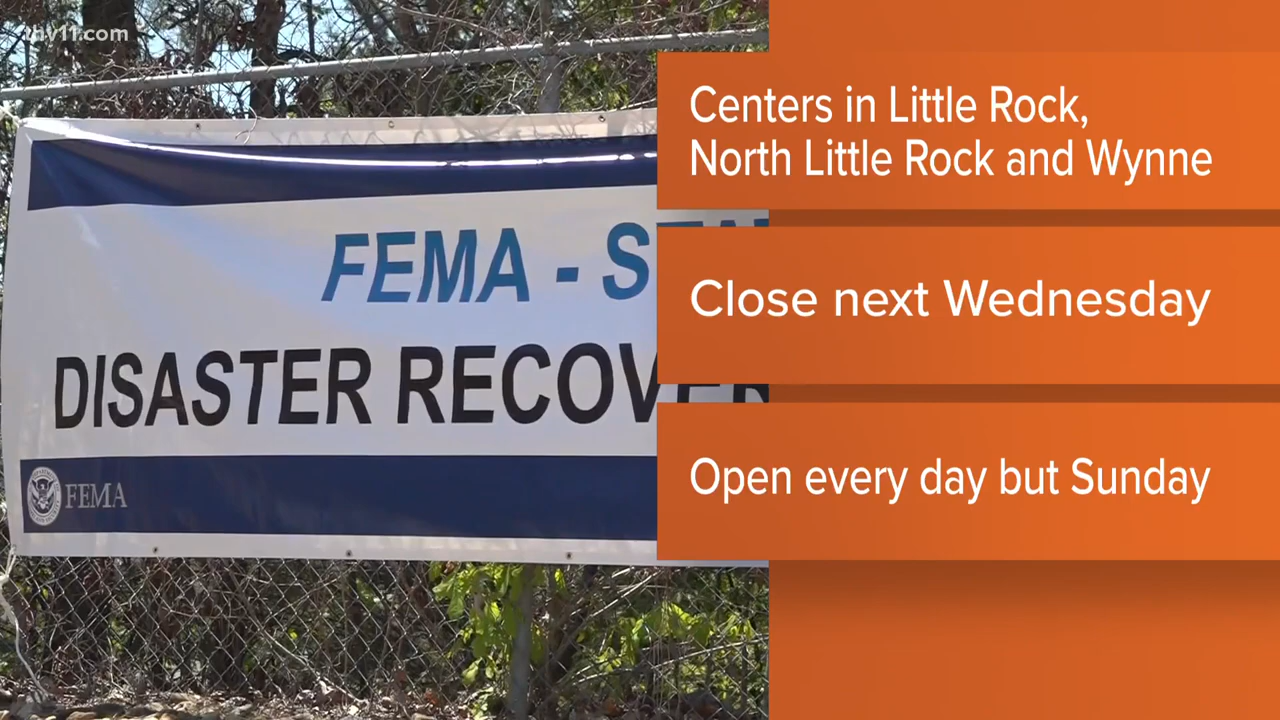 thv11.com
FEMA -
DISASTER
FEMA
Centers in Little Rock,
North Little Rock and Wynne
Close next Wednesday
Open every day but Sunday